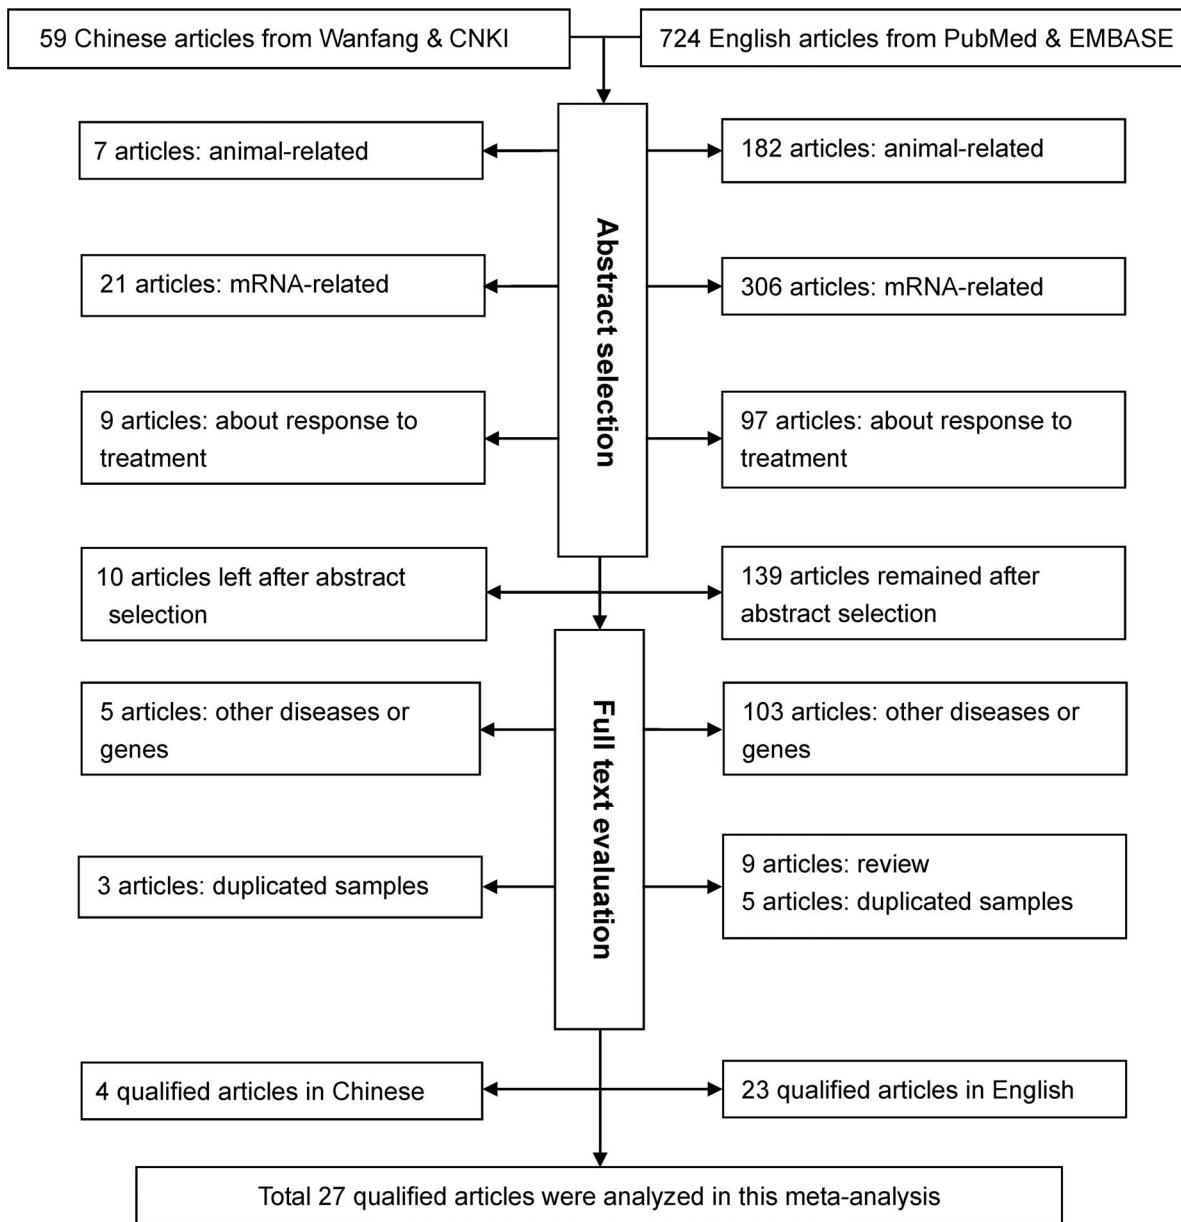 59 Chinese articles from Wanfang & CNKI
724 English articles from PubMed & EMBASE
7 articles: animal-related
182 articles: animal-related
21 articles: mRNA-related
306 articles: mRNA-related
Abstract selection
9 articles: about response to
treatment
97 articles: about response to
treatment
10 articles left after abstract
selection
139 articles remained after
abstract selection
5 articles: other diseases or
genes
103 articles: other diseases or
genes
Full text evaluation
3 articles: duplicated samples
9 articles: review
5 articles: duplicated samples
4 qualified articles in Chinese
23 qualified articles in English
Total 27 qualified articles were analyzed in this meta-analysis